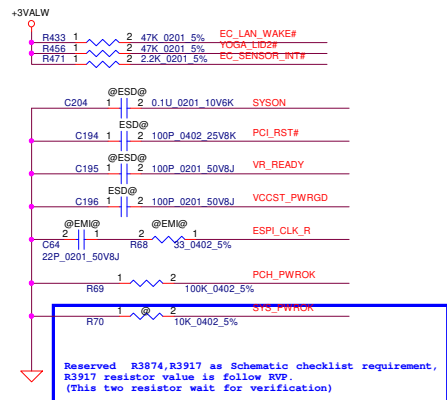 +3VALW
R433 1 2 47K_0201_5% EC_LAN_WAKE#
R456 1 2 47K_0201_5% YOGA_LID2#
R471 1 2 2.2K_0201_5% EC_SENSOR_INT#
@ESD@
C204 1 2 0.1U_0201_10V6K SYSON
ESD@
C194 1 2 100P_0402_25V8K PCI_RST#
@ESD@
C195 1 2 100P_0201_50V8J VR_READY
ESD@
C196 1 2 100P_0201_50V8J VCCST_PWRGD
@EMI@ @EMI@
2 1 2 1 ESPI_CLK_R
C64 R68 33_0402_5%
22P_0201_50V8J
1 2 PCH_PWROK
R69 100K_0402_5%
1 @ 2 SYS_PWROK
R70 10K_0402_5%
Reserved R3874,R3917 as Schematic checklist requirement,
R3917 resistor value is follow RVP.
(This two resistor wait for verification)